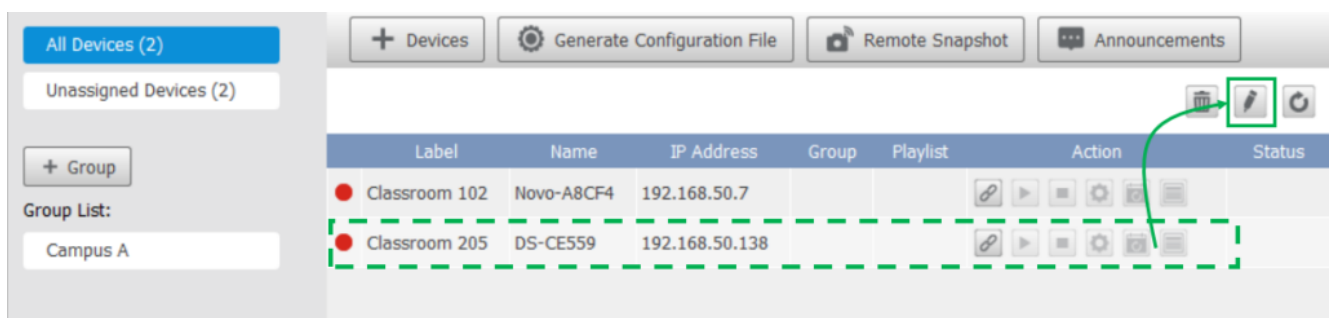 All Devices (2)
Unassigned Devices (2)
+ Group
Group List:
Campus A
+ Devices
Generate Configuration File
Remote Snapshot
Announcements
Label Name IP Address Group Playlist Action Status
Classroom 102 Novo-A8CF4 192.168.50.7
Classroom 205 DS-CE559 192.168.50.138